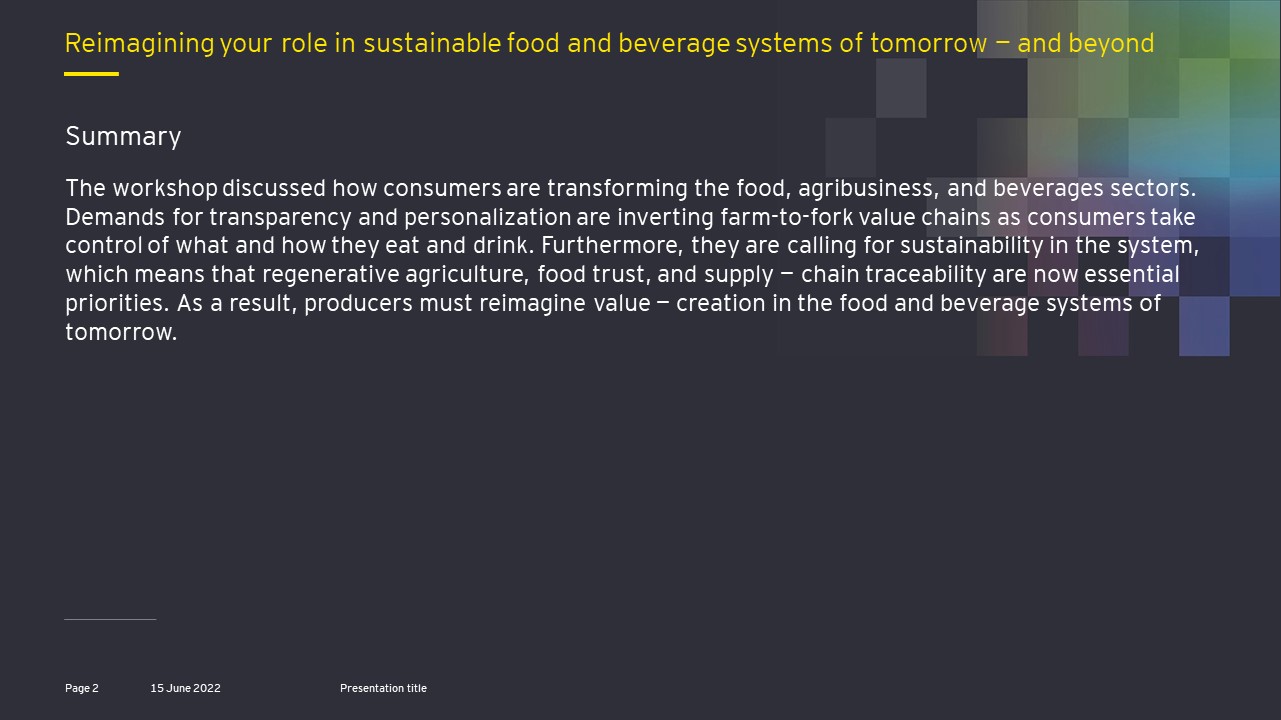 Reimagining your role in sustainable food and beverage systems of tomorrow — and beyond
Summary
The workshop discussed how consumers are transforming the food, agribusiness, and beverages sectors.
Demands for transparency and personalization are inverting farm-to-fork value chains as consumers take
control of what and how they eat and drink. Furthermore, they are calling for sustainability in the system,
which means that regenerative agriculture, food trust, and supply — chain traceability are now essential
priorities. As a result, producers must reimagine value — creation in the food and beverage systems of
tomorrow.
Page 2 15 June 2022 Presentation title